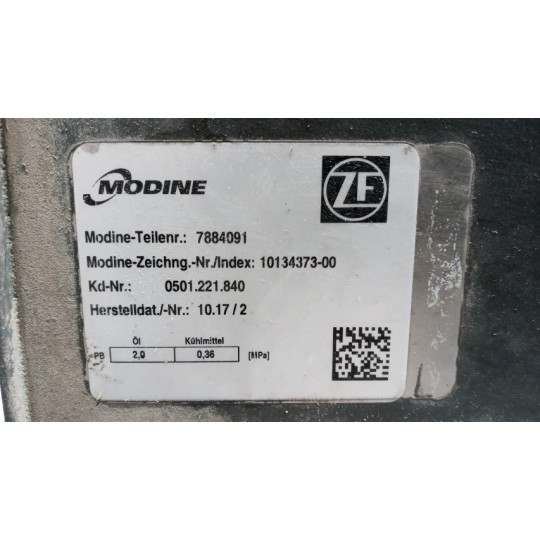 MODINE
ZF
Modine-Teilenr.: 7884091
Modine-Zeichng.-Nr./Index: 10134373-00
Kd-Nr.: 0501.221.840
Herstelldat./-Nr.: 10.17 / 2
Öl Kühlmittel
PB 2,0 0,36 [MPa]